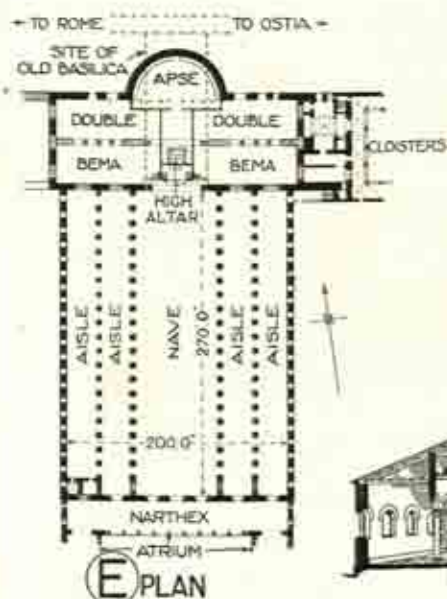 ← TO ROME TO OSTIA →
SITE OF
OLD BASILICA
APSE
DOUBLE DOUBLE
CLOISTERS
BEMA BEMA
HIGH
ALTAR
AISLE
AISLE
NAVE
270.0"
AISLE
AISLE
200.0"
NARTHEX
ATRIUM
E PLAN